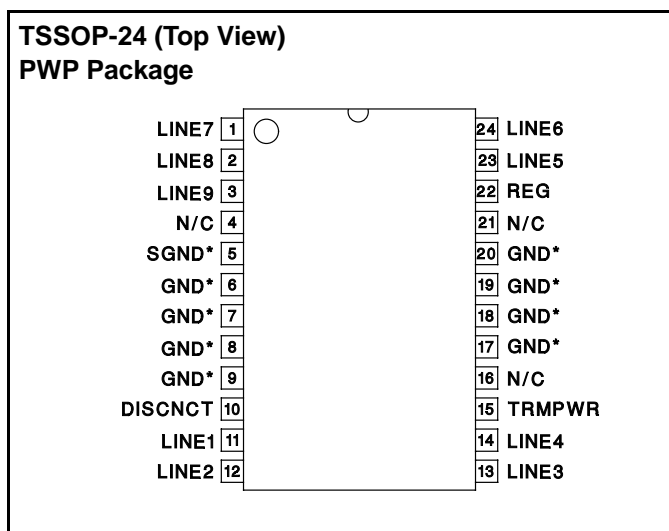 TSSOP-24 (Top View)
PWP Package
LINE7 1 24 LINE6
LINE8 2 23 LINE5
LINE9 3 22 REG
N/C 4 21 N/C
SGND* 5 20 GND*
GND* 6 19 GND*
GND* 7 18 GND*
GND* 8 17 GND*
GND* 9 16 N/C
DISCNCT 10 15 TRMPWR
LINE1 11 14 LINE4
LINE2 12 13 LINE3